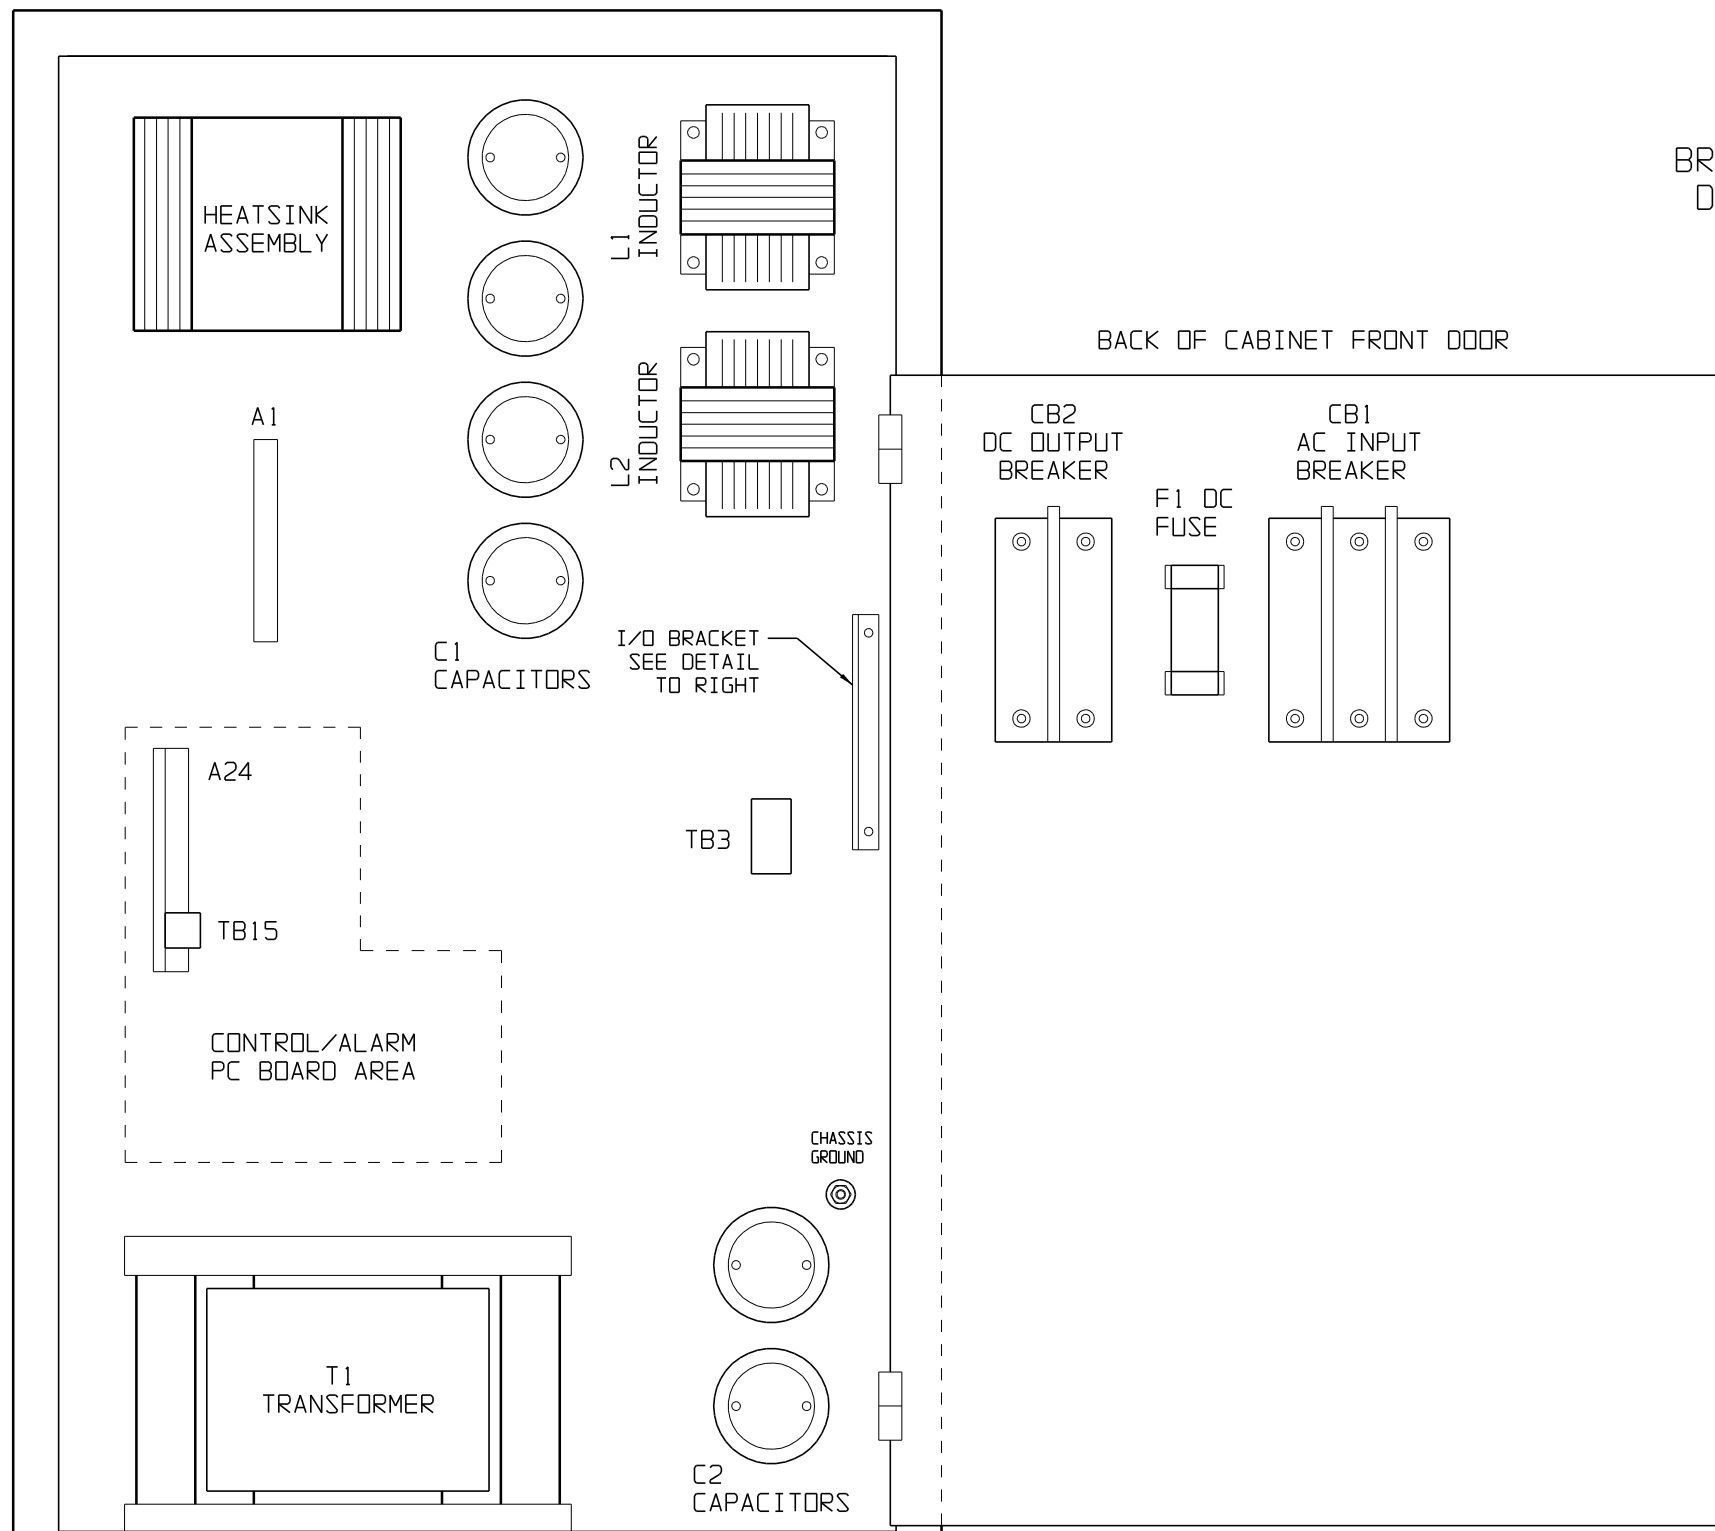 HEATSINK
ASSEMBLY
L1
INDUCTOR
BR
D
BACK OF CABINET FRONT DOOR
L2
INDUCTOR
A1
CB2
DC OUTPUT
BREAKER
F1 DC
FUSE
CB1
AC INPUT
BREAKER
C1
CAPACITORS
I/O BRACKET
SEE DETAIL
TO RIGHT
A24
TB3
TB15
CONTROL/ALARM
PC BOARD AREA
CHASSIS
GROUND
T1
TRANSFORMER
C2
CAPACITORS